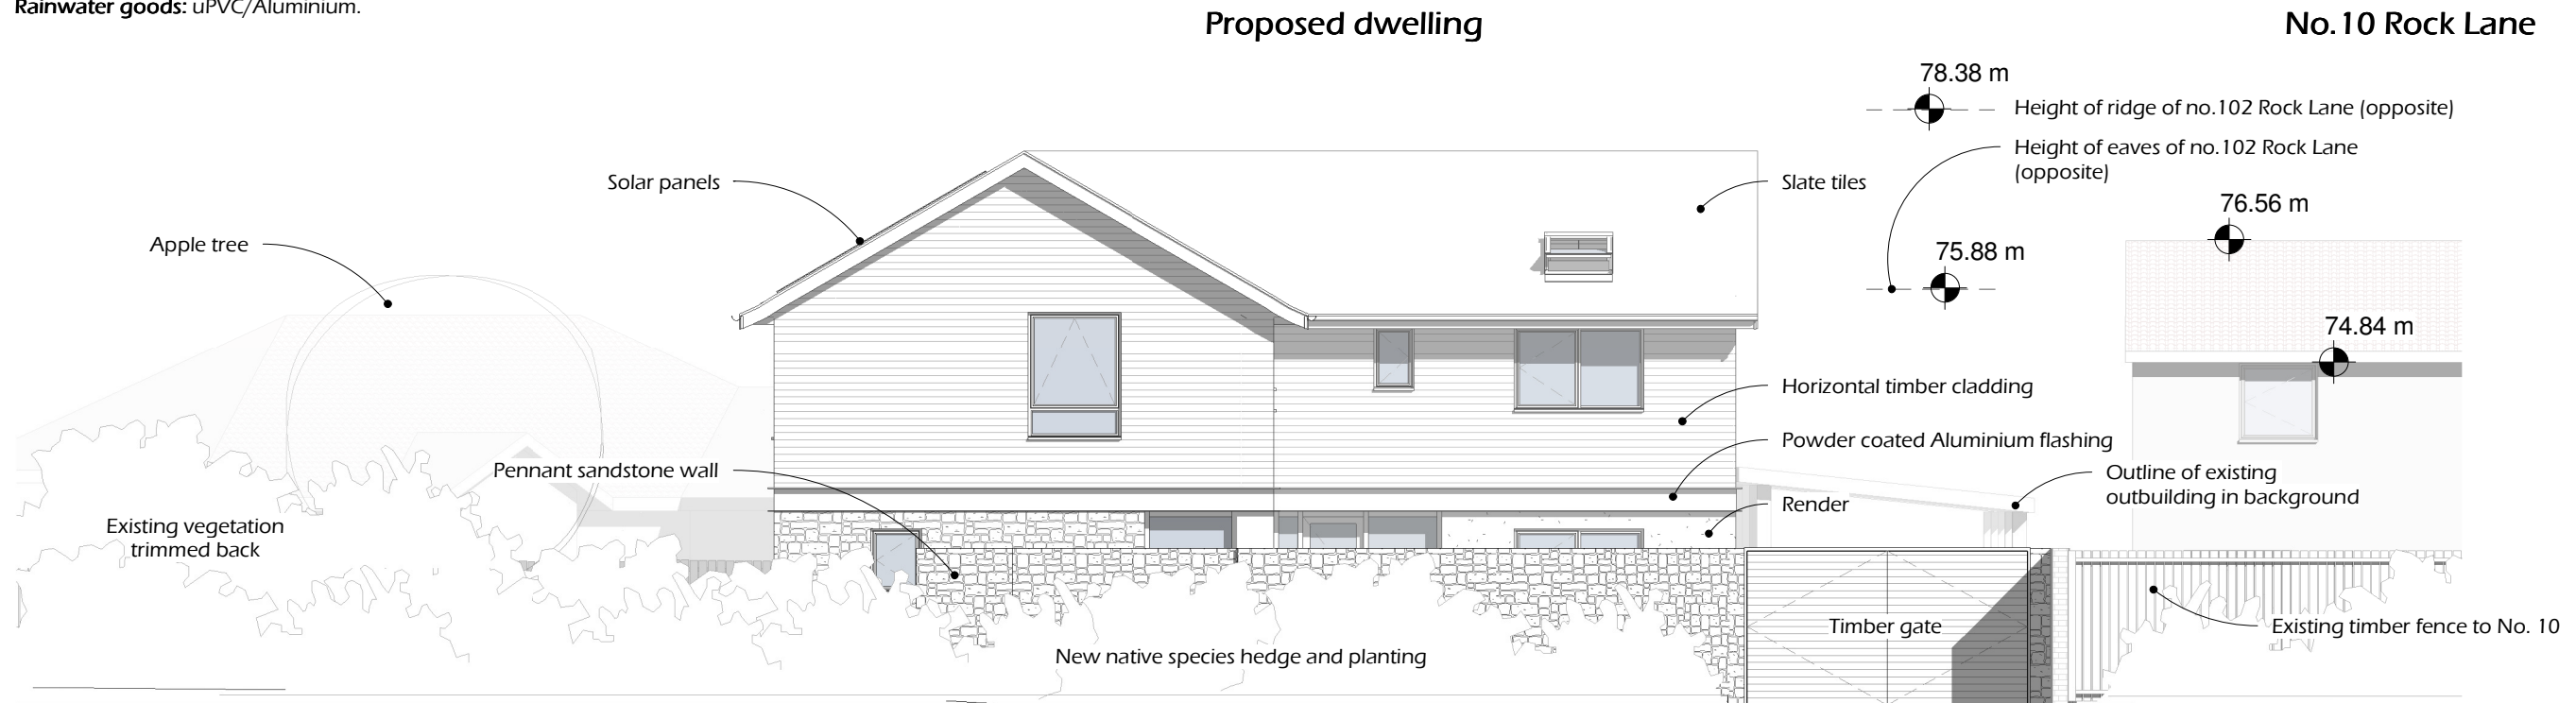 Rainwater goods: uPVC/Aluminium.
Proposed dwelling
No.10 Rock Lane
78.38 m
Height of ridge of no.102 Rock Lane (opposite)
Height of eaves of no.102 Rock Lane
(opposite)
Solar panels
Slate tiles
76.56 m
Apple tree
75.88 m
74.84 m
Horizontal timber cladding
Powder coated Aluminium flashing
Pennant sandstone wall
Outline of existing
outbuilding in background
Render
Existing vegetation
trimmed back
Timber gate
Existing timber fence to No. 10
New native species hedge and planting